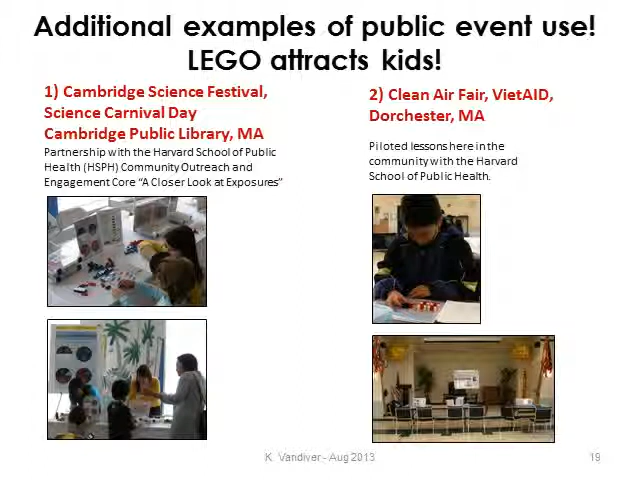 Additional examples of public event use!
LEGO attracts kids!
1) Cambridge Science Festival,
Science Carnival Day
Cambridge Public Library, MA
Partnership with the Harvard School of Public
Health (HSPH) Community Outreach and
Engagement Core “A Closer Look at Exposures”
2) Clean Air Fair, VietAID,
Dorchester, MA
Piloted lessons here in the
community with the Harvard
School of Public Health.
K. Vandiver - Aug 2013
19